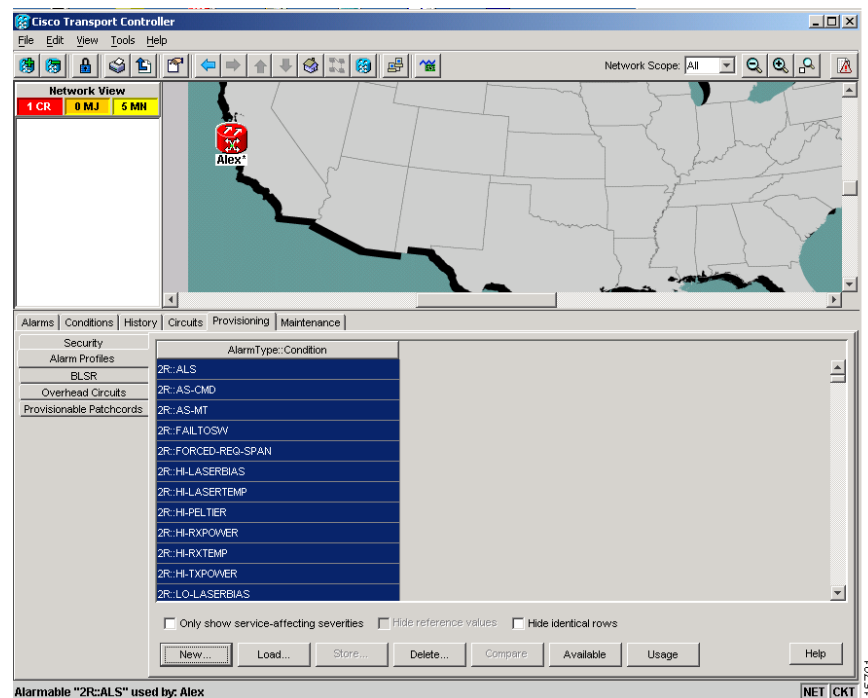 Cisco Transport Controller
File Edit View Tools Help
Network Scope: All
Network View
1 CR 0 MJ 5 MN
Alex*
Alarms Conditions History Circuits Provisioning Maintenance
Security
Alarm Profiles
BLSR
Overhead Circuits
Provisionable Patchcords
AlarmType::Condition
2R::ALS
2R::AS-CMD
2R::AS-MT
2R::FAILTOSW
2R::FORCED-REQ-SPAN
2R::HI-LASERBIAS
2R::HI-LASERTEMP
2R::HI-PELTIER
2R::HI-RXPOWER
2R::HI-RXTEMP
2R::HI-TXPOWER
2R::LO-LASERBIAS
Only show service-affecting severities Hide reference values Hide identical rows
New... Load... Store... Delete... Compare Available Usage Help
Alarmable "2R::ALS" used by: Alex NET CKT